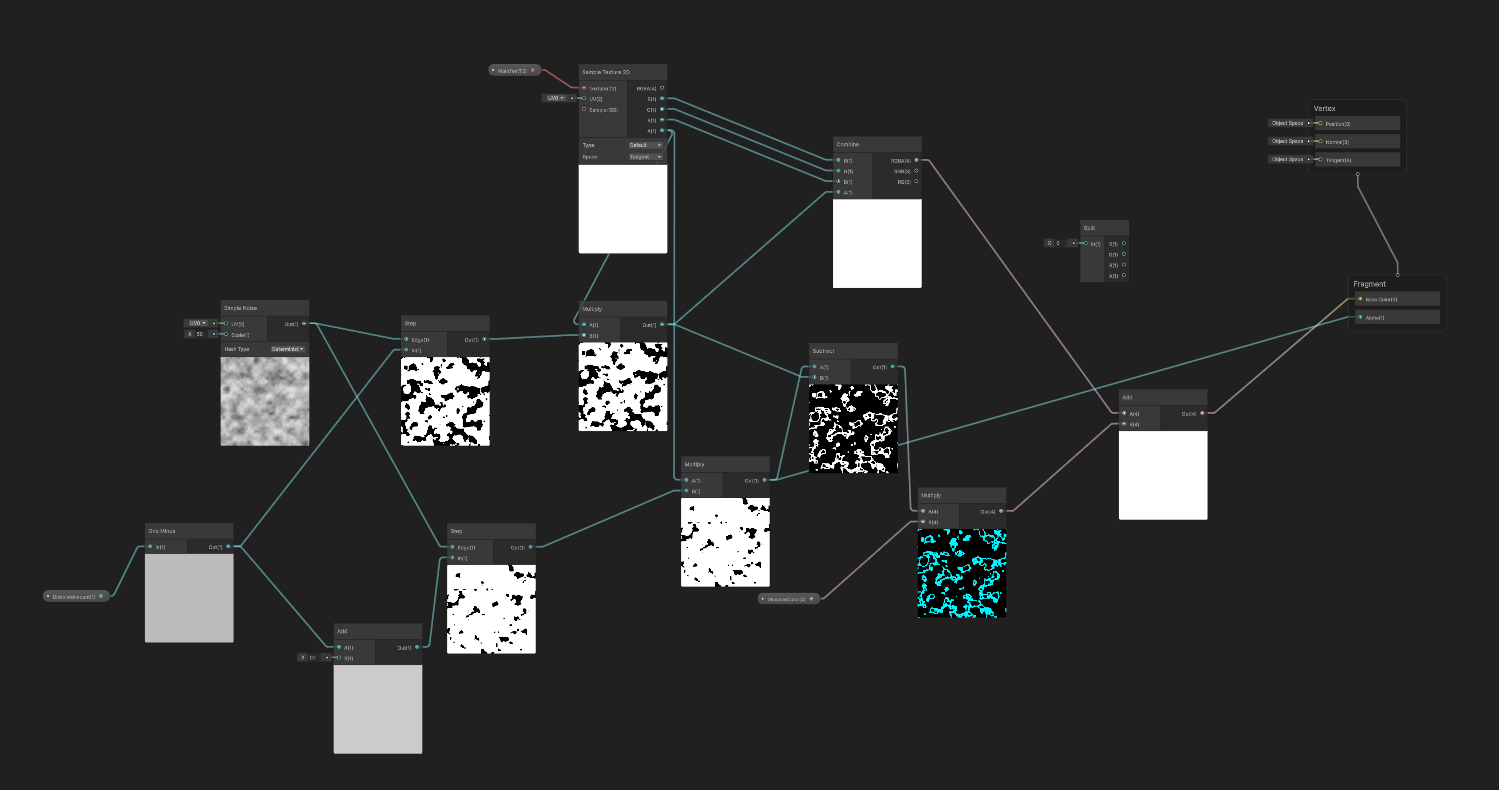 MainTex(T2)
Sample Texture 2D
Texture(T2)
RGBA(4)
UV0
UV(2)
R(1)
Sampler(SS)
G(1)
B(1)
A(1)
Type
Default
Space
Tangent
Combine
R(1)
RGBA(4)
G(1)
RGB(3)
B(1)
RG(2)
A(1)
Vertex
Object Space
Position(3)
Object Space
Normal(3)
Object Space
Tangent(3)
Split
X 0
In(1)
R(1)
G(1)
B(1)
A(1)
Fragment
Base Color(3)
Alpha(1)
Simple Noise
UV0
UV(2)
Out(1)
X 50
Scale(1)
Hash Type
Determinist
Step
Edge(1)
Out(1)
In(1)
Multiply
A(1)
Out(1)
B(1)
Subtract
A(1)
Out(1)
B(1)
Add
A(4)
Out(4)
B(4)
Multiply
A(1)
Out(1)
B(1)
Multiply
A(4)
Out(4)
B(4)
One Minus
In(1)
Out(1)
Step
Edge(1)
Out(1)
In(1)
DissolveAmount(1)
DissolveColor(4)
Add
A(1)
Out(1)
X 0.1
B(1)